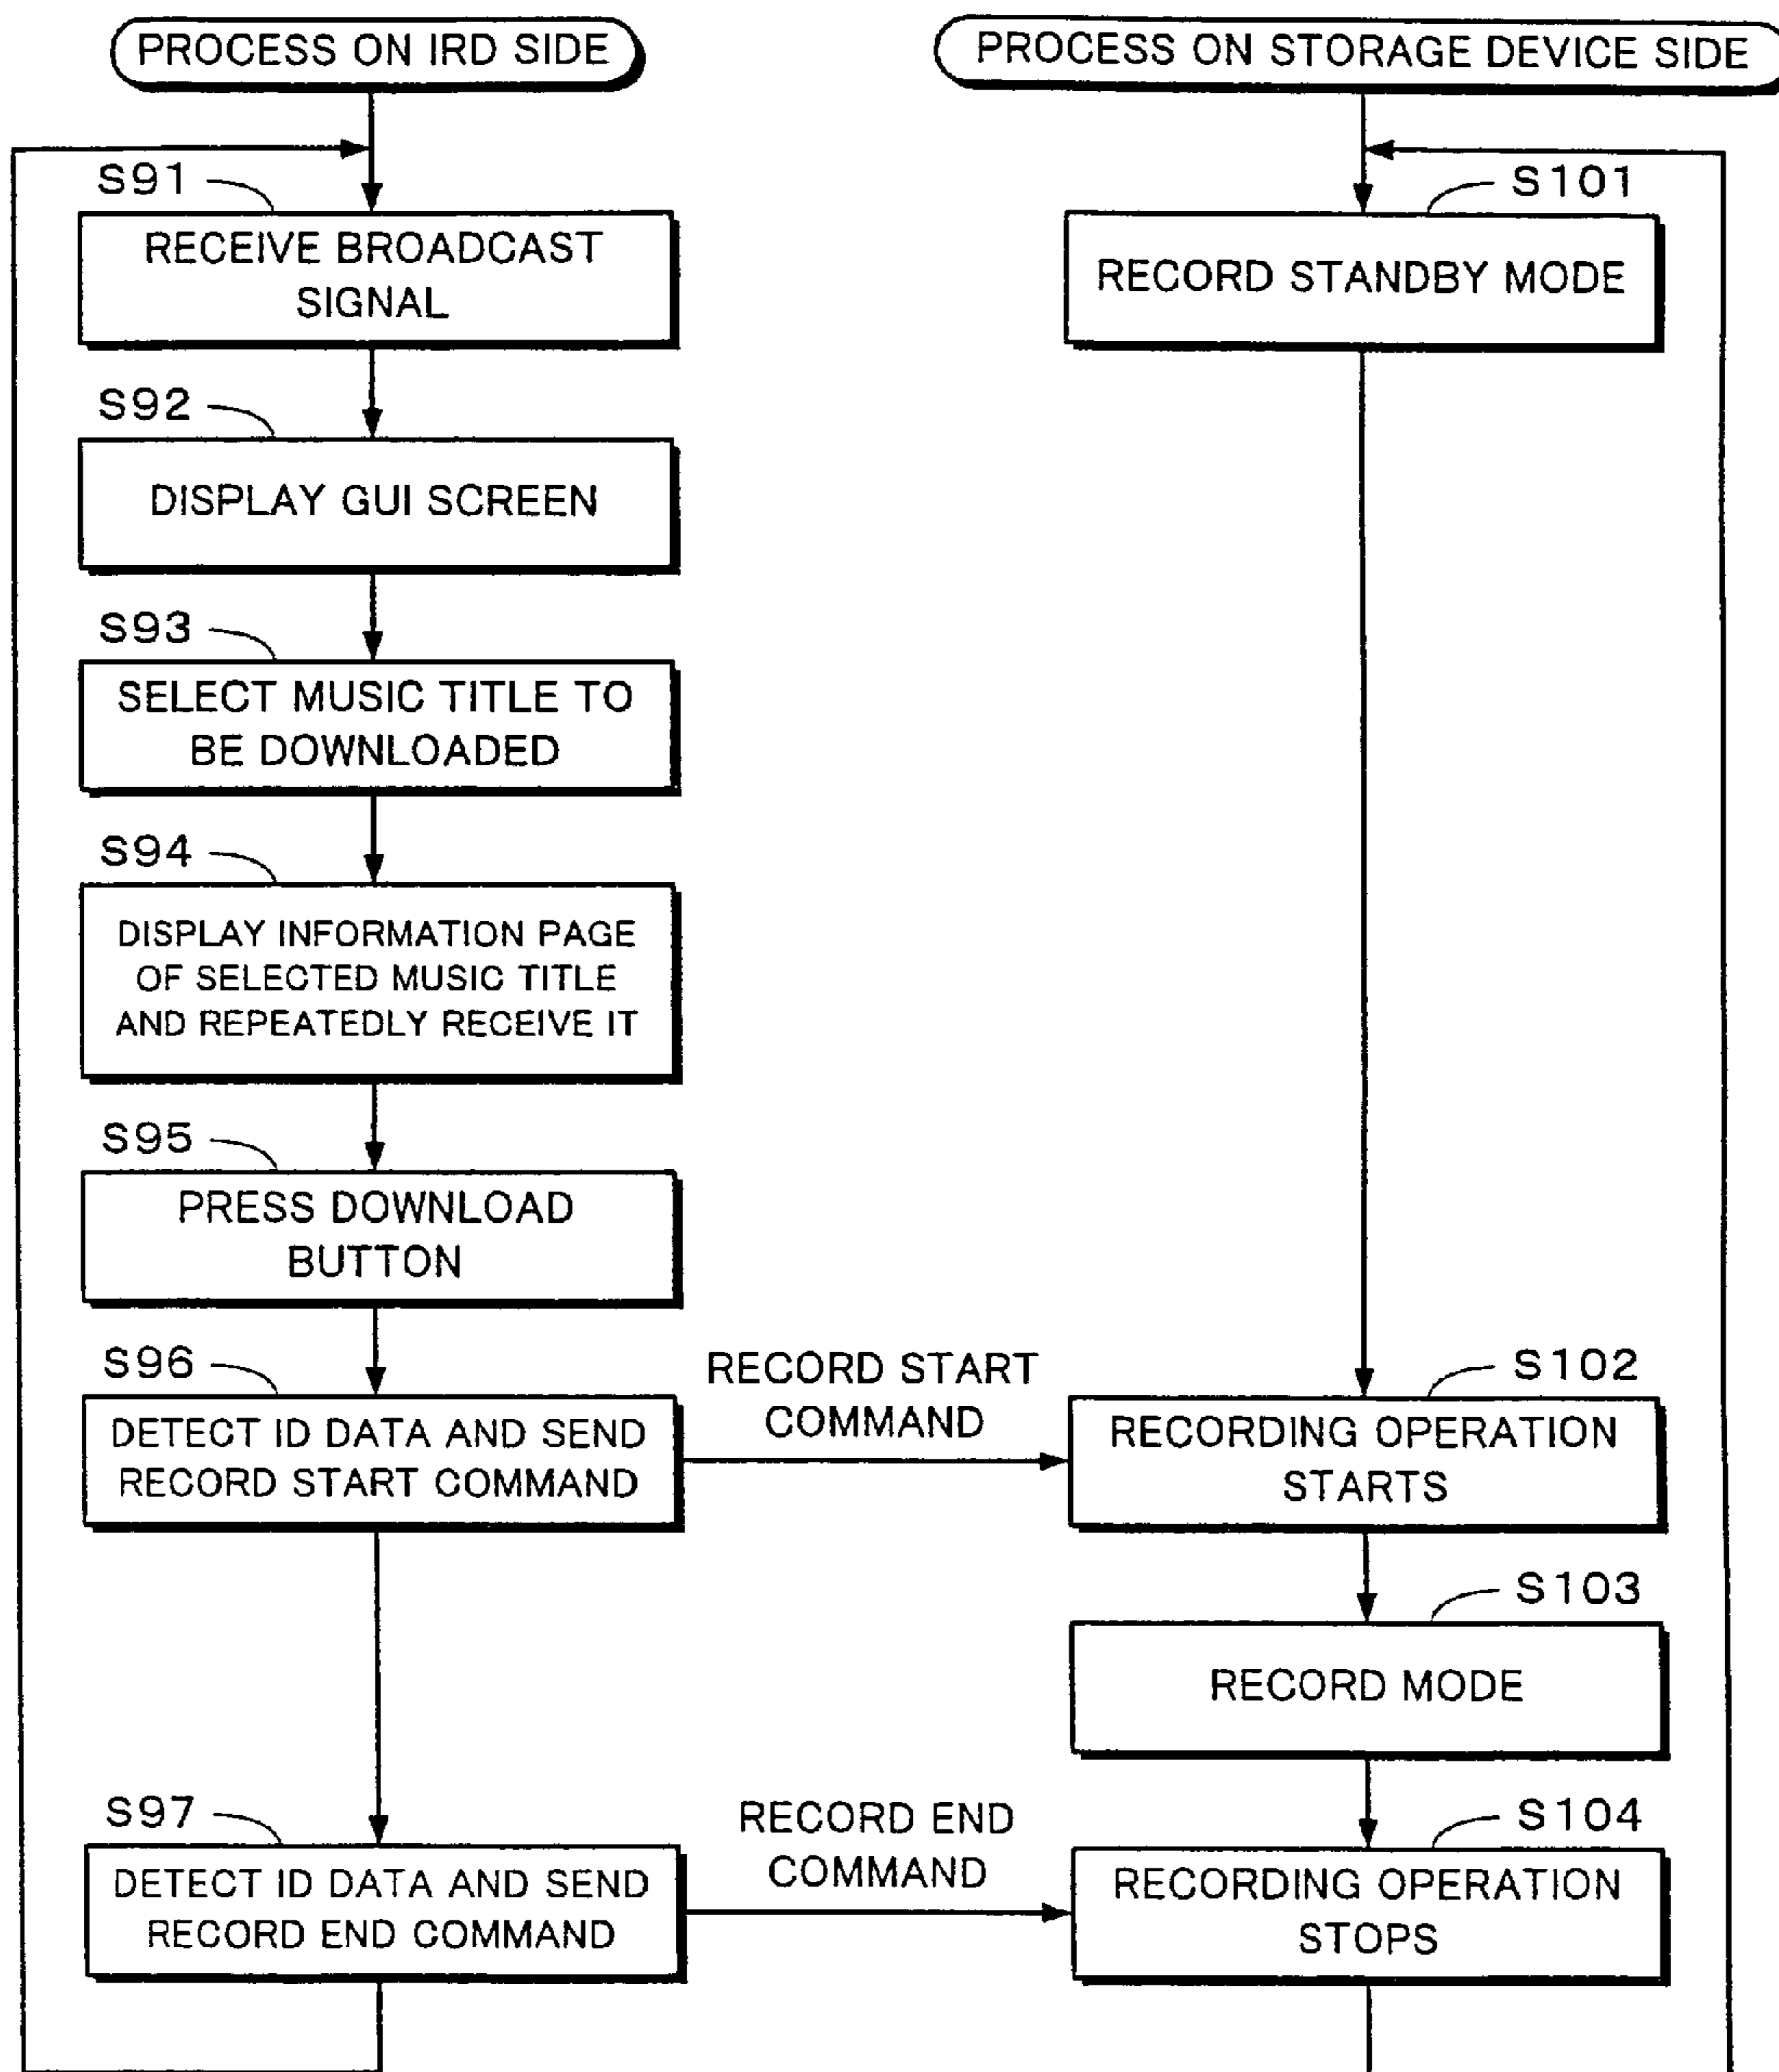 PROCESS ON IRD SIDE
S91
RECEIVE BROADCAST
SIGNAL
S92
DISPLAY GUI SCREEN
S93
SELECT MUSIC TITLE TO
BE DOWNLOADED
S94
DISPLAY INFORMATION PAGE
OF SELECTED MUSIC TITLE
AND REPEATEDLY RECEIVE IT
S95
PRESS DOWNLOAD
BUTTON
S96
DETECT ID DATA AND SEND
RECORD START COMMAND
RECORD START
COMMAND
S97
DETECT ID DATA AND SEND
RECORD END COMMAND
RECORD END
COMMAND
PROCESS ON STORAGE DEVICE SIDE
S101
RECORD STANDBY MODE
S102
RECORDING OPERATION
STARTS
S103
RECORD MODE
S104
RECORDING OPERATION
STOPS